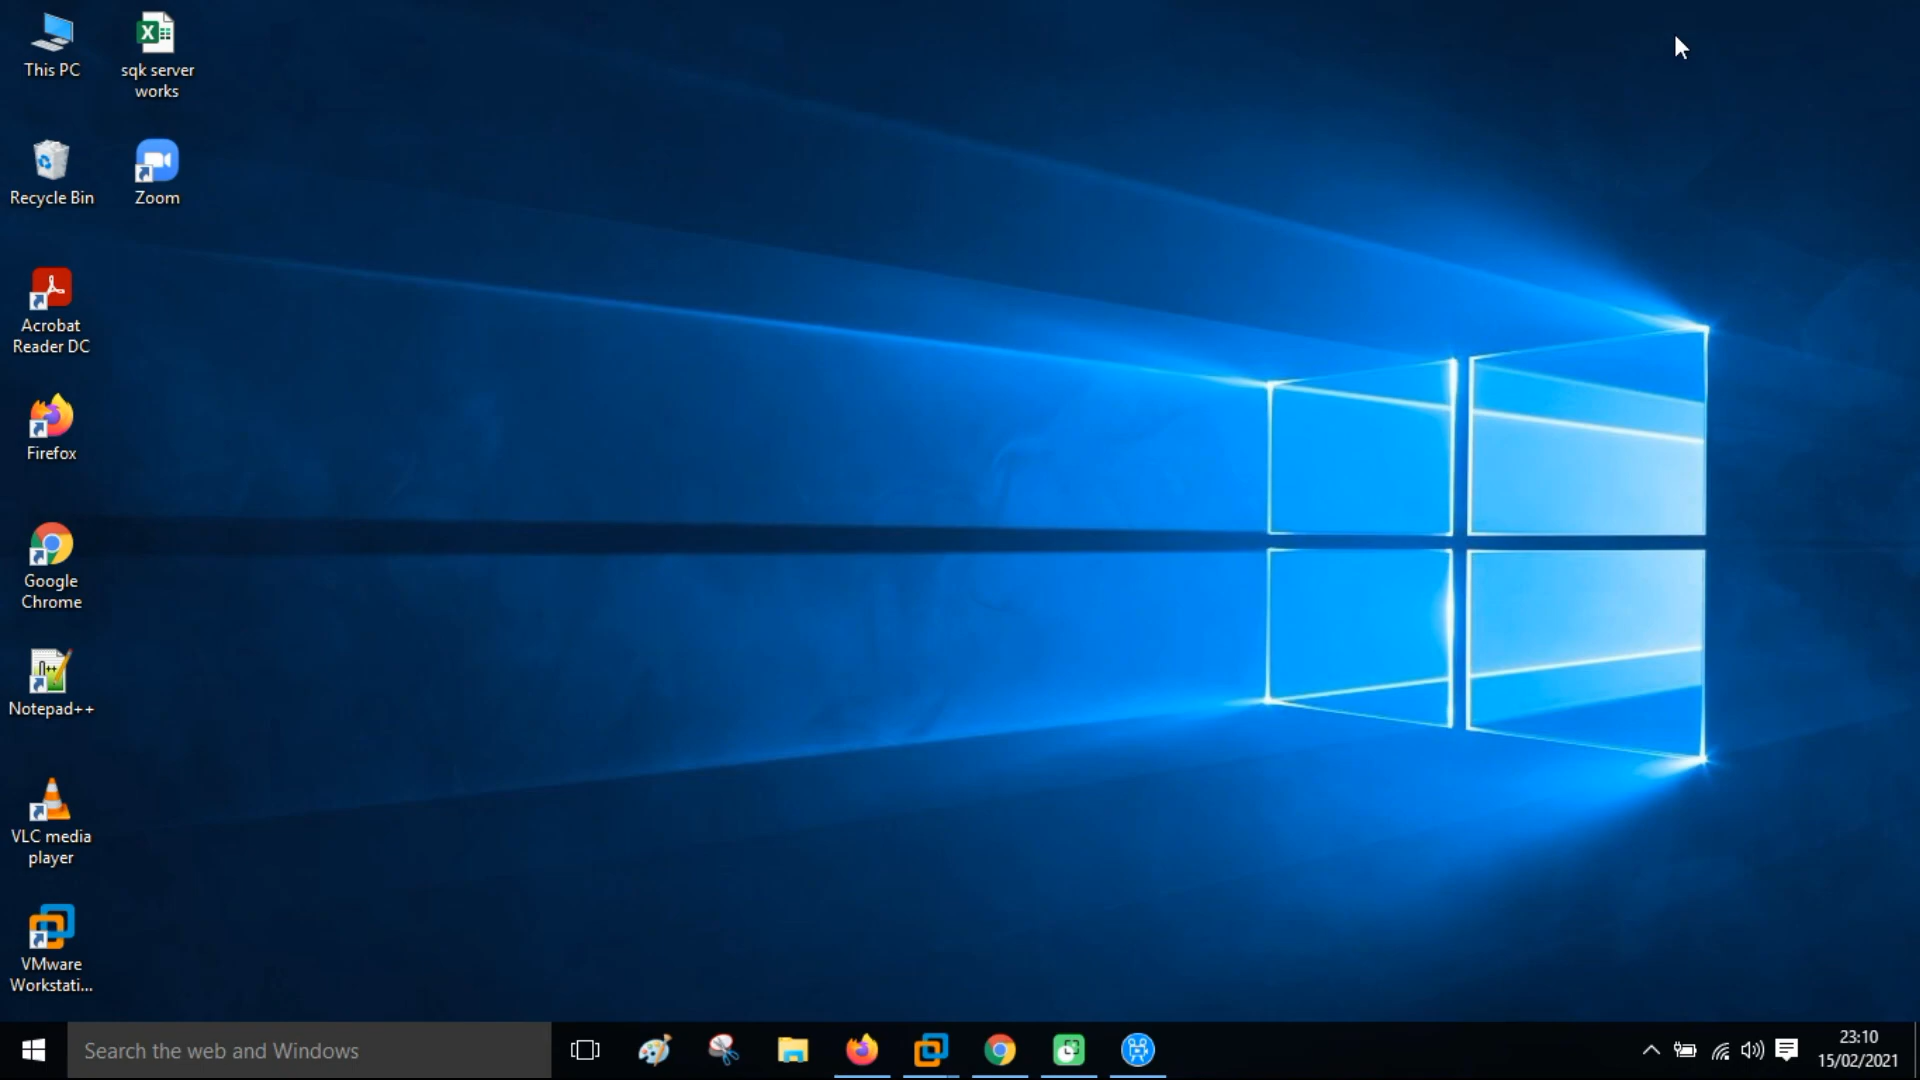 This PC
sqk server
works
Recycle Bin
Zoom
Acrobat
Reader DC
Firefox
Google
Chrome
Notepad++
VLC media
player
VMware
Workstati...
Search the web and Windows
23:10
15/02/2021